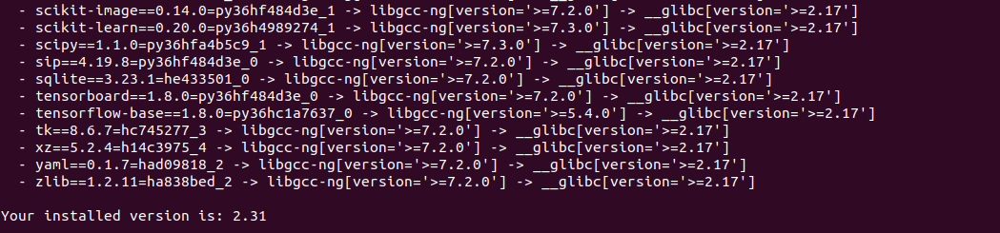 - scikit-image==0.14.0=py36hf484d3e_1 -> libgcc-ng[version='>=7.2.0'] -> __glibc[version='>=2.17']
- scikit-learn==0.20.0=py36h4989274_1 -> libgcc-ng[version='>=7.3.0'] -> __glibc[version='>=2.17']
- scipy==1.1.0=py36hfa4b5c9_1 -> libgcc-ng[version='>=7.3.0'] -> __glibc[version='>=2.17']
- sip==4.19.8=py36hf484d3e_0 -> libgcc-ng[version='>=7.2.0'] -> __glibc[version='>=2.17']
- sqlite==3.23.1=he433501_0 -> libgcc-ng[version='>=7.2.0'] -> __glibc[version='>=2.17']
- tensorboard==1.8.0=py36hf484d3e_0 -> libgcc-ng[version='>=7.2.0'] -> __glibc[version='>=2.17']
- tensorflow-base==1.8.0=py36hc1a7637_0 -> libgcc-ng[version='>=5.4.0'] -> __glibc[version='>=2.17']
- tk==8.6.7=hc745277_3 -> libgcc-ng[version='>=7.2.0'] -> __glibc[version='>=2.17']
- xz==5.2.4=h14c3975_4 -> libgcc-ng[version='>=7.2.0'] -> __glibc[version='>=2.17']
- yaml==0.1.7=had09818_2 -> libgcc-ng[version='>=7.2.0'] -> __glibc[version='>=2.17']
- zlib==1.2.11=ha838bed_2 -> libgcc-ng[version='>=7.2.0'] -> __glibc[version='>=2.17']
Your installed version is: 2.31